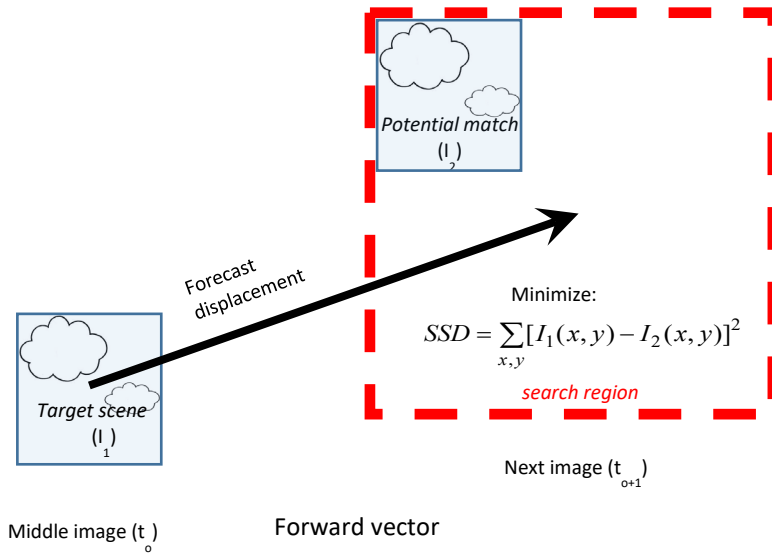 Potential match
(I₂)
Forecast
displacement
Minimize:
SSD = ∑[I₁(x, y) − I₂(x, y)]²
x, y
search region
Target scene
(I₁)
Next image (tₒ₊₁)
Middle image (tₒ)
Forward vector